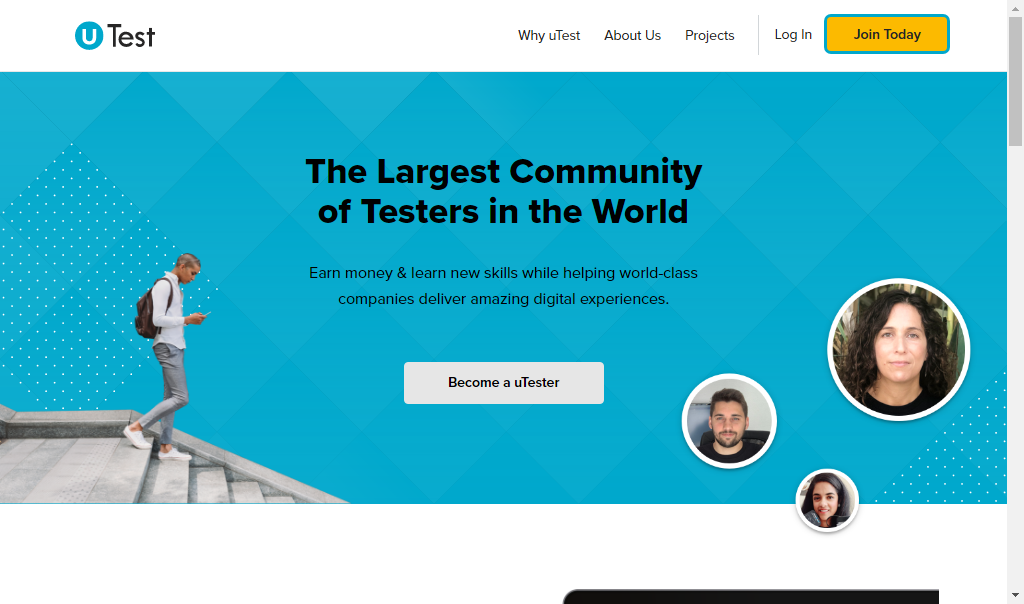 uTest
Why uTest
About Us
Projects
Log In
Join Today
The Largest Community
of Testers in the World
Earn money & learn new skills while helping world-class
companies deliver amazing digital experiences.
Become a uTester